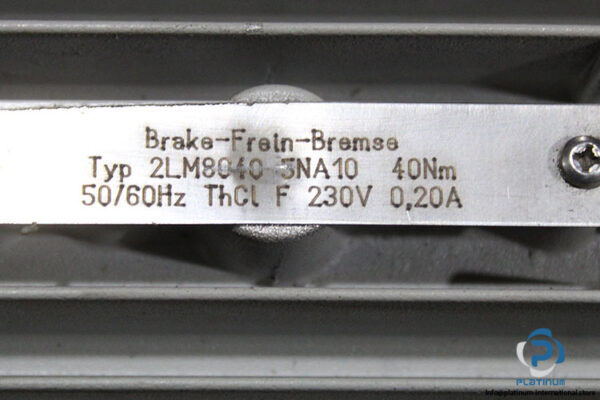 Brake-Frein-Bremse
Typ 2LM8040-5NA10 40Nm
50/60Hz ThCl F 230V 0,20A
PLATINUM
info@platinum-international.store